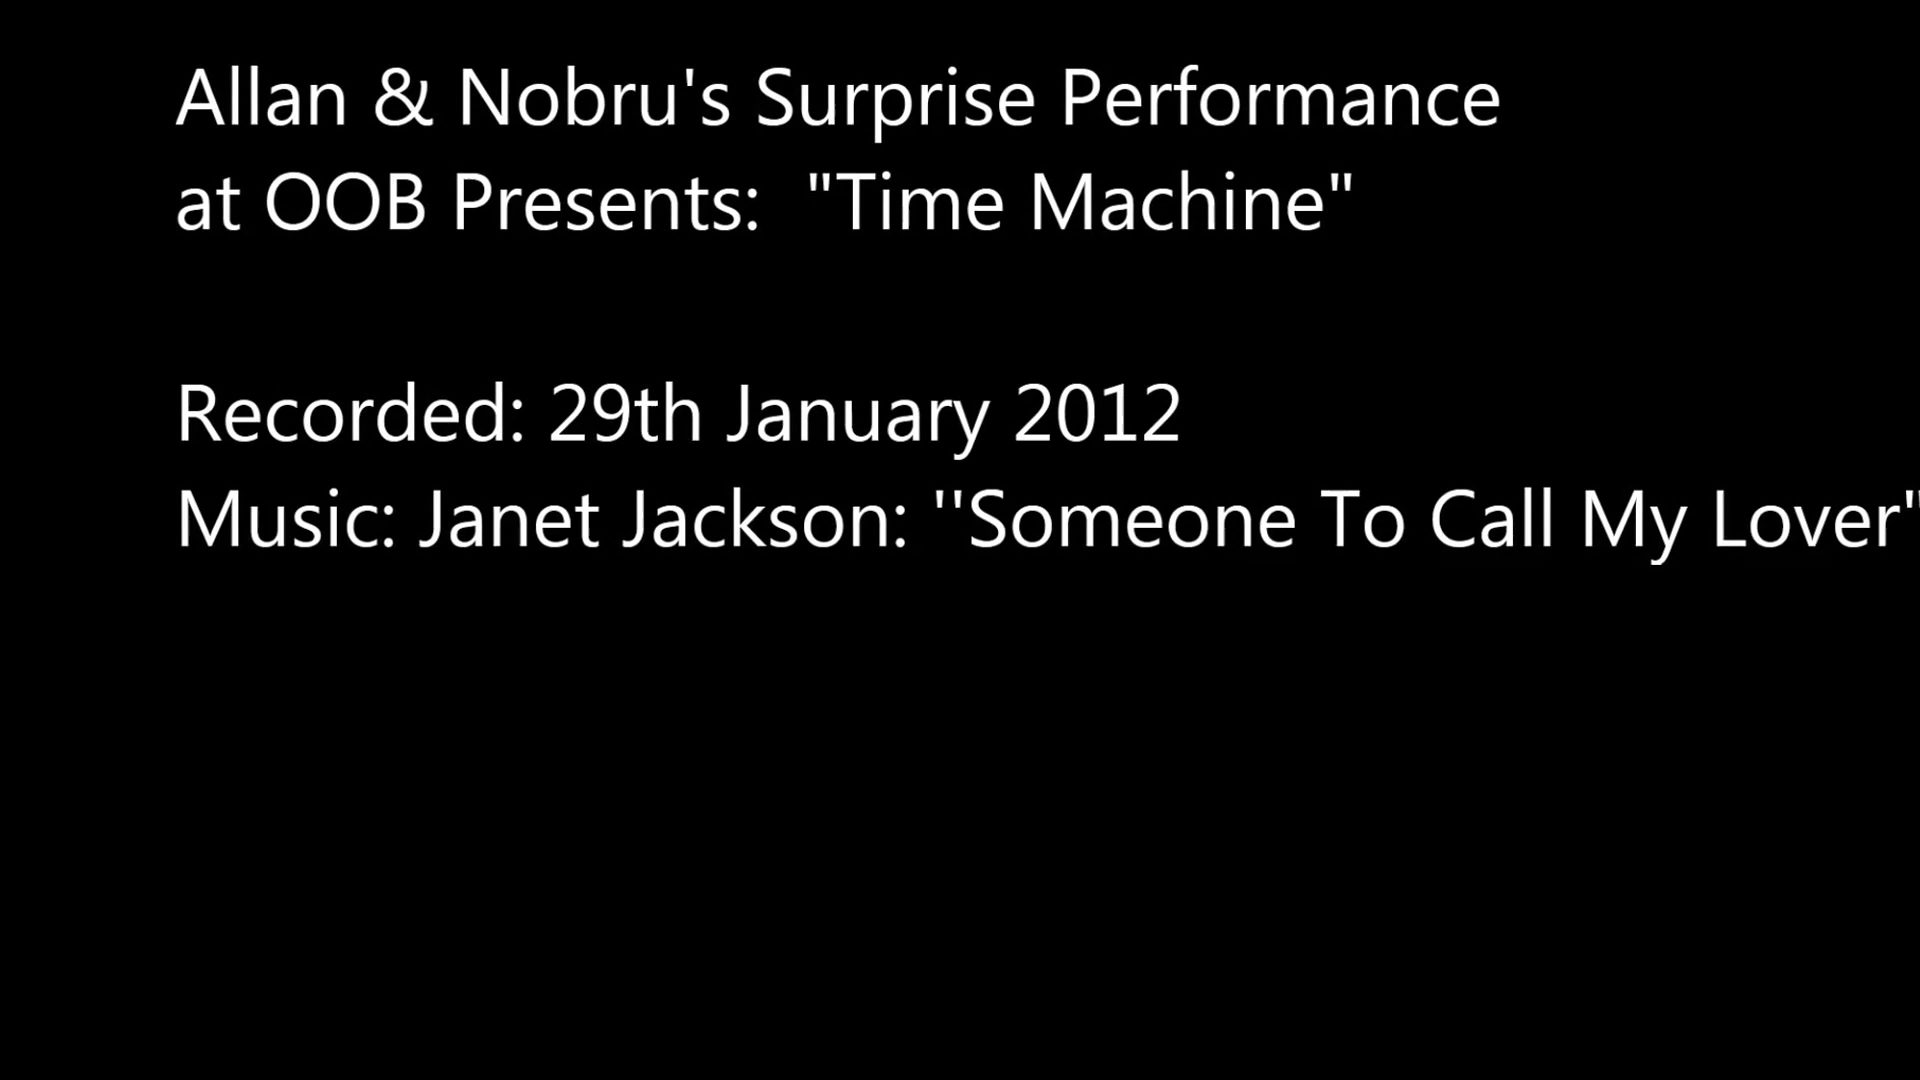 Allan & Nobru's Surprise Performance
at OOB Presents:  "Time Machine"
Recorded: 29th January 2012
Music: Janet Jackson: ''Someone To Call My Lover"